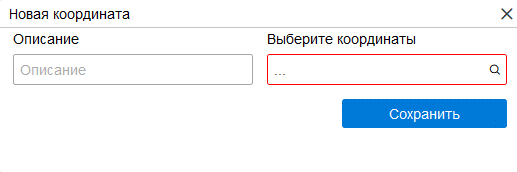 Новая координата
Описание
Выберите координаты
Описание
...
Сохранить